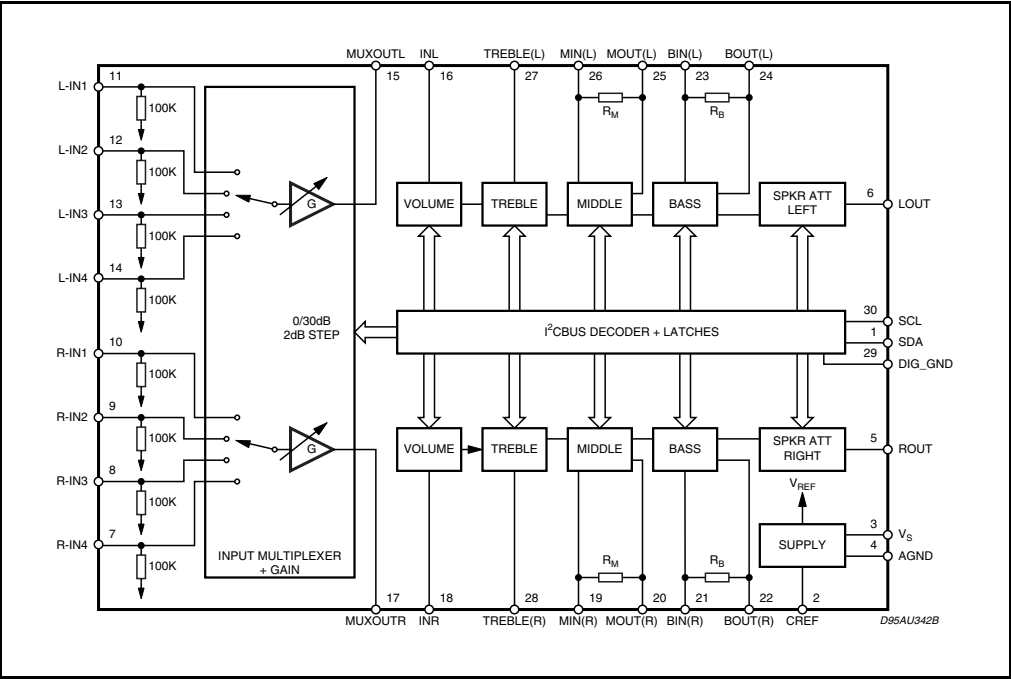 MUXOUTL INL TREBLE(L) MIN(L) MOUT(L) BIN(L) BOUT(L)
15 16 27 26 25 23 24
L-IN1 11
100K
L-IN2 12
100K
L-IN3 13
100K
L-IN4 14
100K
RM RB
G
VOLUME TREBLE MIDDLE BASS SPKR ATT LEFT
6 LOUT
0/30dB
2dB STEP
I2CBUS DECODER + LATCHES
30 SCL
1 SDA
29 DIG_GND
R-IN1 10
100K
R-IN2 9
100K
R-IN3 8
100K
R-IN4 7
100K
G
VOLUME TREBLE MIDDLE BASS SPKR ATT RIGHT
5 ROUT
VREF
SUPPLY
3 VS
4 AGND
INPUT MULTIPLEXER
+ GAIN
RM RB
17 18 28 19 20 21 22 2
MUXOUTR INR TREBLE(R) MIN(R) MOUT(R) BIN(R) BOUT(R) CREF
D95AU342B